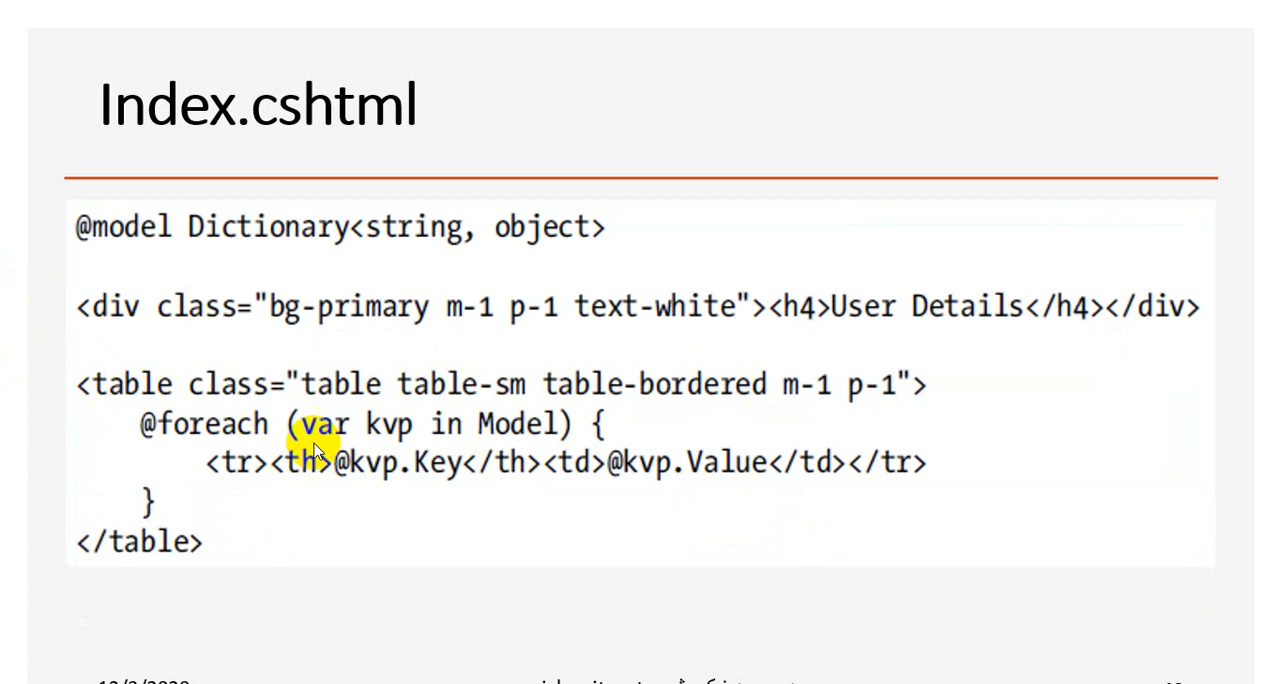 Index.cshtml
@model Dictionary<string, object>
<div class="bg-primary m-1 p-1 text-white"><h4>User Details</h4></div>
<table class="table table-sm table-bordered m-1 p-1">
@foreach (var kvp in Model) {
<tr><th>@kvp.Key</th><td>@kvp.Value</td></tr>
}
</table>